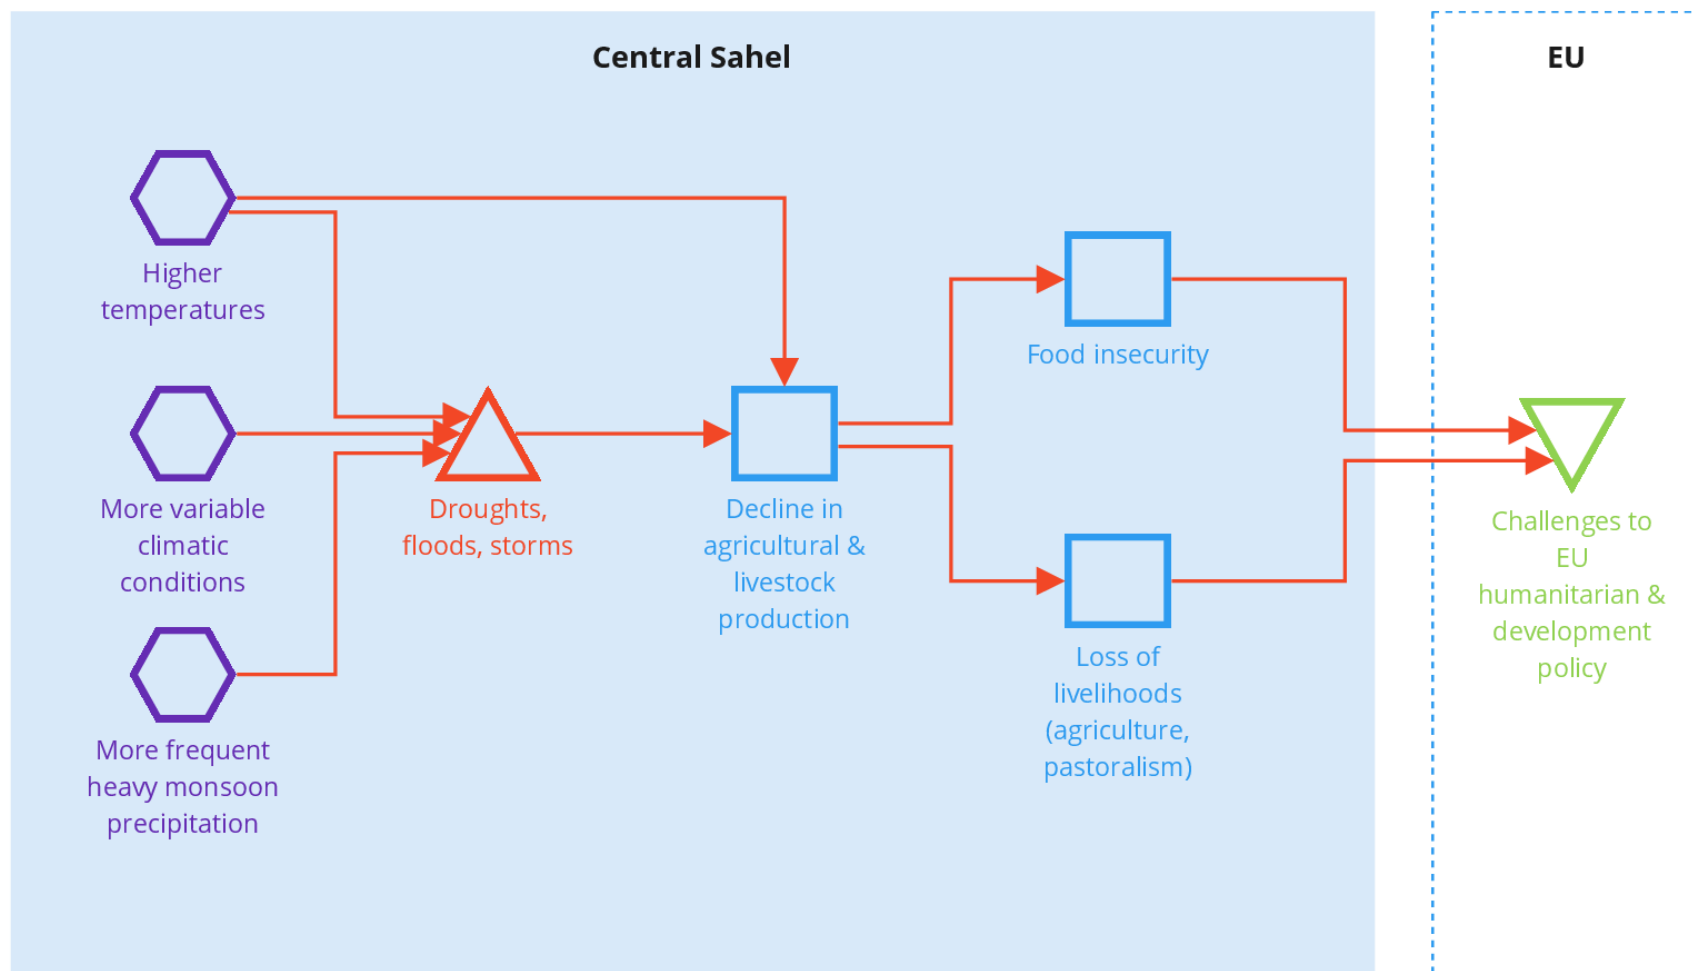 Central Sahel
EU
Higher
temperatures
More variable
climatic
conditions
More frequent
heavy monsoon
precipitation
Droughts,
floods, storms
Decline in
agricultural &
livestock
production
Food insecurity
Loss of
livelihoods
(agriculture,
pastoralism)
Challenges to
EU
humanitarian &
development
policy